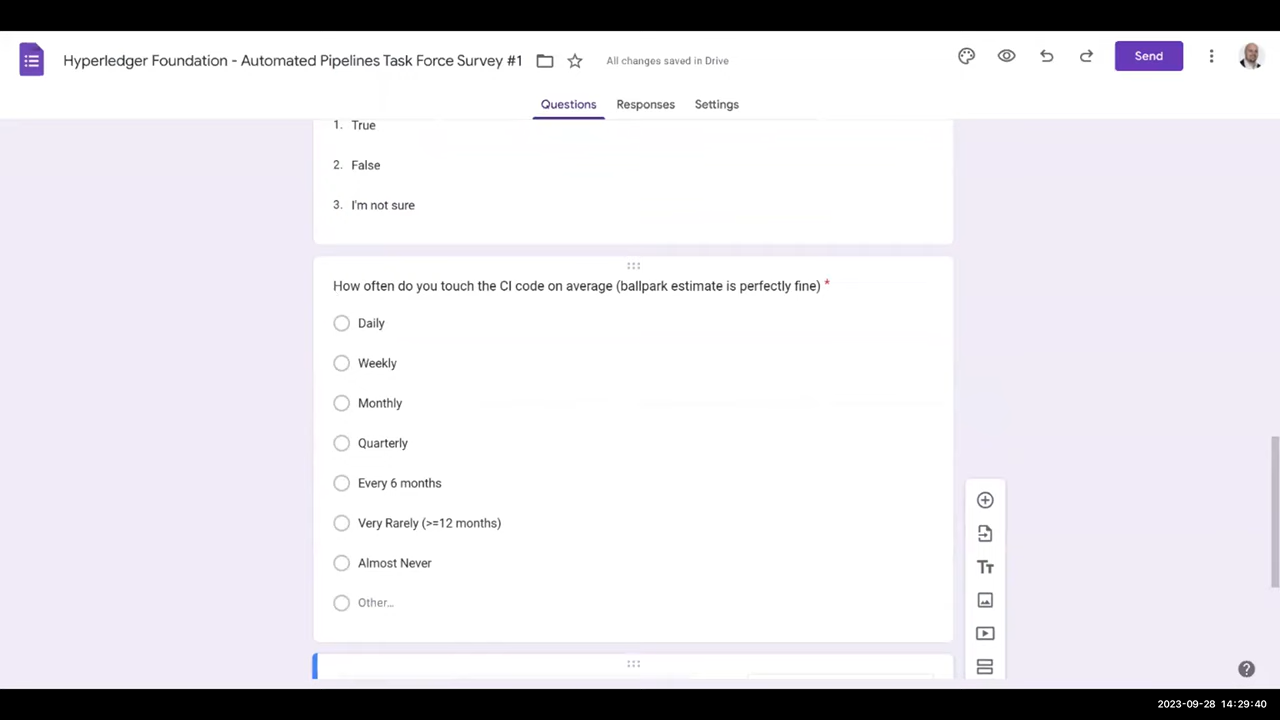 Hyperledger Foundation - Automated Pipelines Task Force Survey #1
All changes saved in Drive
Send
Questions
Responses
Settings
1. True
2. False
3. I'm not sure
How often do you touch the CI code on average (ballpark estimate is perfectly fine) *
Daily
Weekly
Monthly
Quarterly
Every 6 months
Very Rarely (>=12 months)
Almost Never
Other...
Tт
2023-09-28 14:29:40